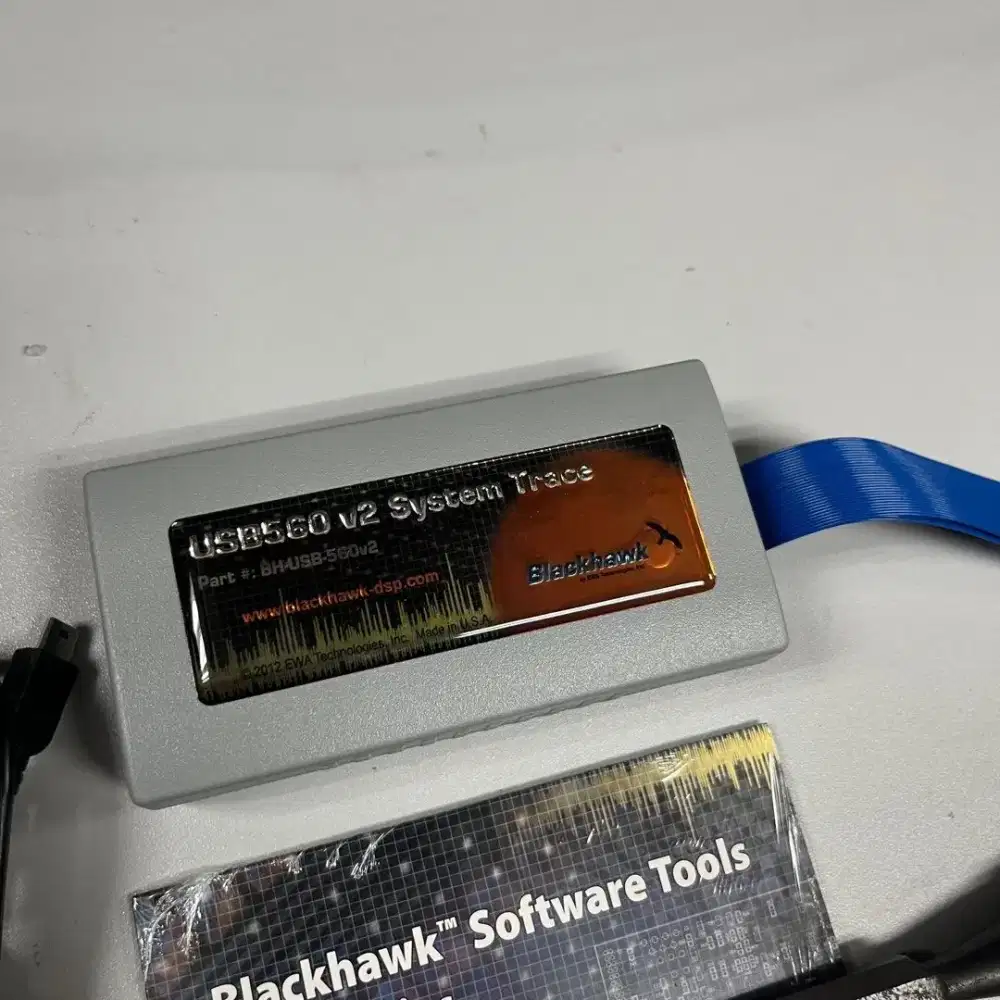 USB560 v2 System Trace
Part #: BH-USB-560v2
www.blackhawk-dsp.com
Blackhawk
© 2012 EWA Technologies, Inc. Made in U.S.A.
Blackhawk™ Software Tools